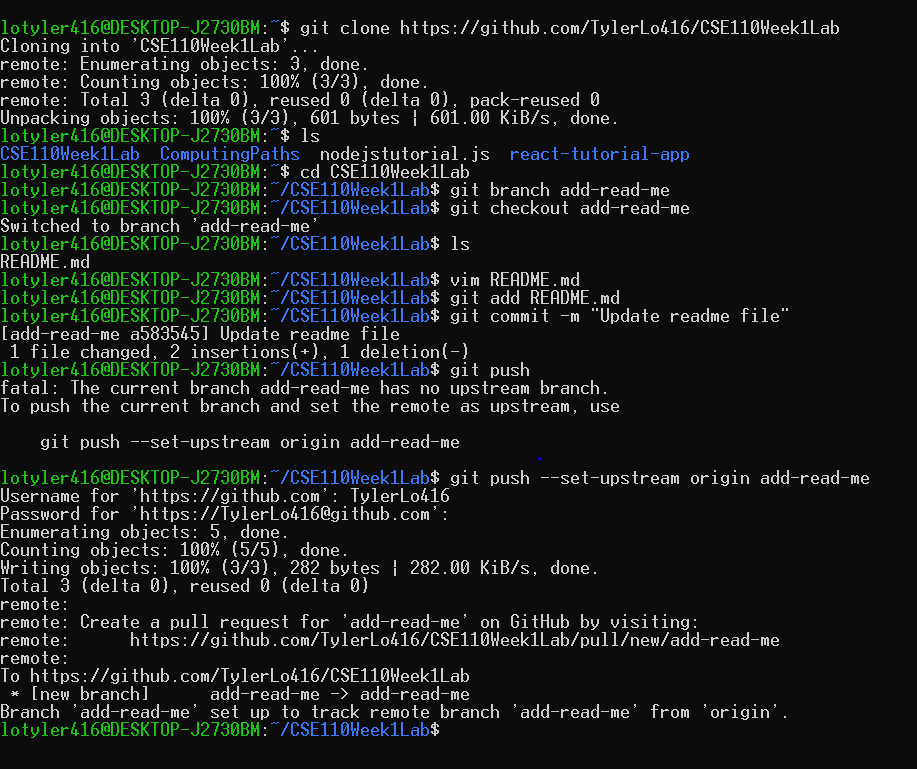 lotyler416@DESKTOP-J2730BM:~$ git clone https://github.com/TylerLo416/CSE110Week1Lab
Cloning into 'CSE110Week1Lab'...
remote: Enumerating objects: 3, done.
remote: Counting objects: 100% (3/3), done.
remote: Total 3 (delta 0), reused 0 (delta 0), pack-reused 0
Unpacking objects: 100% (3/3), 601 bytes | 601.00 KiB/s, done.
lotyler416@DESKTOP-J2730BM:~$ ls
CSE110Week1Lab  ComputingPaths  nodejstutorial.js  react-tutorial-app
lotyler416@DESKTOP-J2730BM:~$ cd CSE110Week1Lab
lotyler416@DESKTOP-J2730BM:~/CSE110Week1Lab$ git branch add-read-me
lotyler416@DESKTOP-J2730BM:~/CSE110Week1Lab$ git checkout add-read-me
Switched to branch 'add-read-me'
lotyler416@DESKTOP-J2730BM:~/CSE110Week1Lab$ ls
README.md
lotyler416@DESKTOP-J2730BM:~/CSE110Week1Lab$ vim README.md
lotyler416@DESKTOP-J2730BM:~/CSE110Week1Lab$ git add README.md
lotyler416@DESKTOP-J2730BM:~/CSE110Week1Lab$ git commit -m "Update readme file"
[add-read-me a583545] Update readme file
 1 file changed, 2 insertions(+), 1 deletion(-)
lotyler416@DESKTOP-J2730BM:~/CSE110Week1Lab$ git push
fatal: The current branch add-read-me has no upstream branch.
To push the current branch and set the remote as upstream, use
    git push --set-upstream origin add-read-me
lotyler416@DESKTOP-J2730BM:~/CSE110Week1Lab$ git push --set-upstream origin add-read-me
Username for 'https://github.com': TylerLo416
Password for 'https://TylerLo416@github.com':
Enumerating objects: 5, done.
Counting objects: 100% (5/5), done.
Writing objects: 100% (3/3), 282 bytes | 282.00 KiB/s, done.
Total 3 (delta 0), reused 0 (delta 0)
remote:
remote: Create a pull request for 'add-read-me' on GitHub by visiting:
remote:      https://github.com/TylerLo416/CSE110Week1Lab/pull/new/add-read-me
remote:
To https://github.com/TylerLo416/CSE110Week1Lab
 * [new branch]      add-read-me -> add-read-me
Branch 'add-read-me' set up to track remote branch 'add-read-me' from 'origin'.
lotyler416@DESKTOP-J2730BM:~/CSE110Week1Lab$